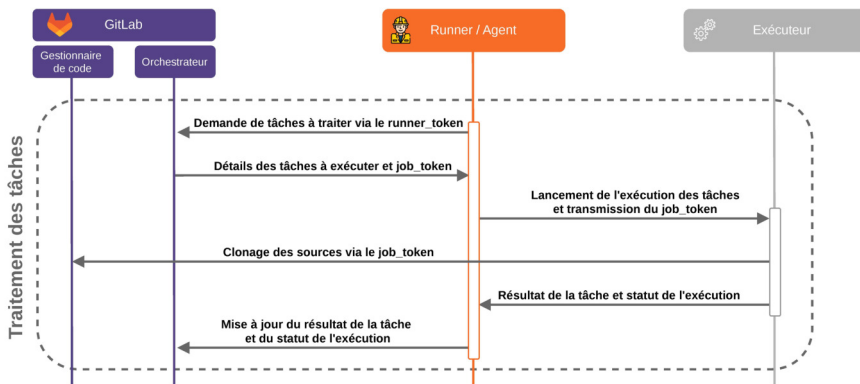 GitLab
Runner / Agent
Exécuteur
Gestionnaire
de code
Orchestrateur
Traitement des tâches
Demande de tâches à traiter via le runner_token
Détails des tâches à exécuter et job_token
Lancement de l'exécution des tâches
et transmission du job_token
Clonage des sources via le job_token
Résultat de la tâche et statut de l'exécution
Mise à jour du résultat de la tâche
et du statut de l'exécution